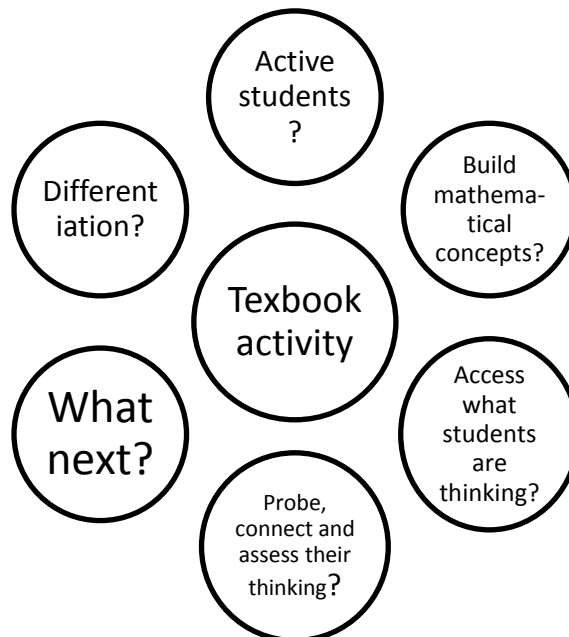 Active
students
?
Different
iation?
Build
mathema-
tical
concepts?
Texbook
activity
What
next?
Access
what
students
are
thinking?
Probe,
connect and
assess their
thinking?